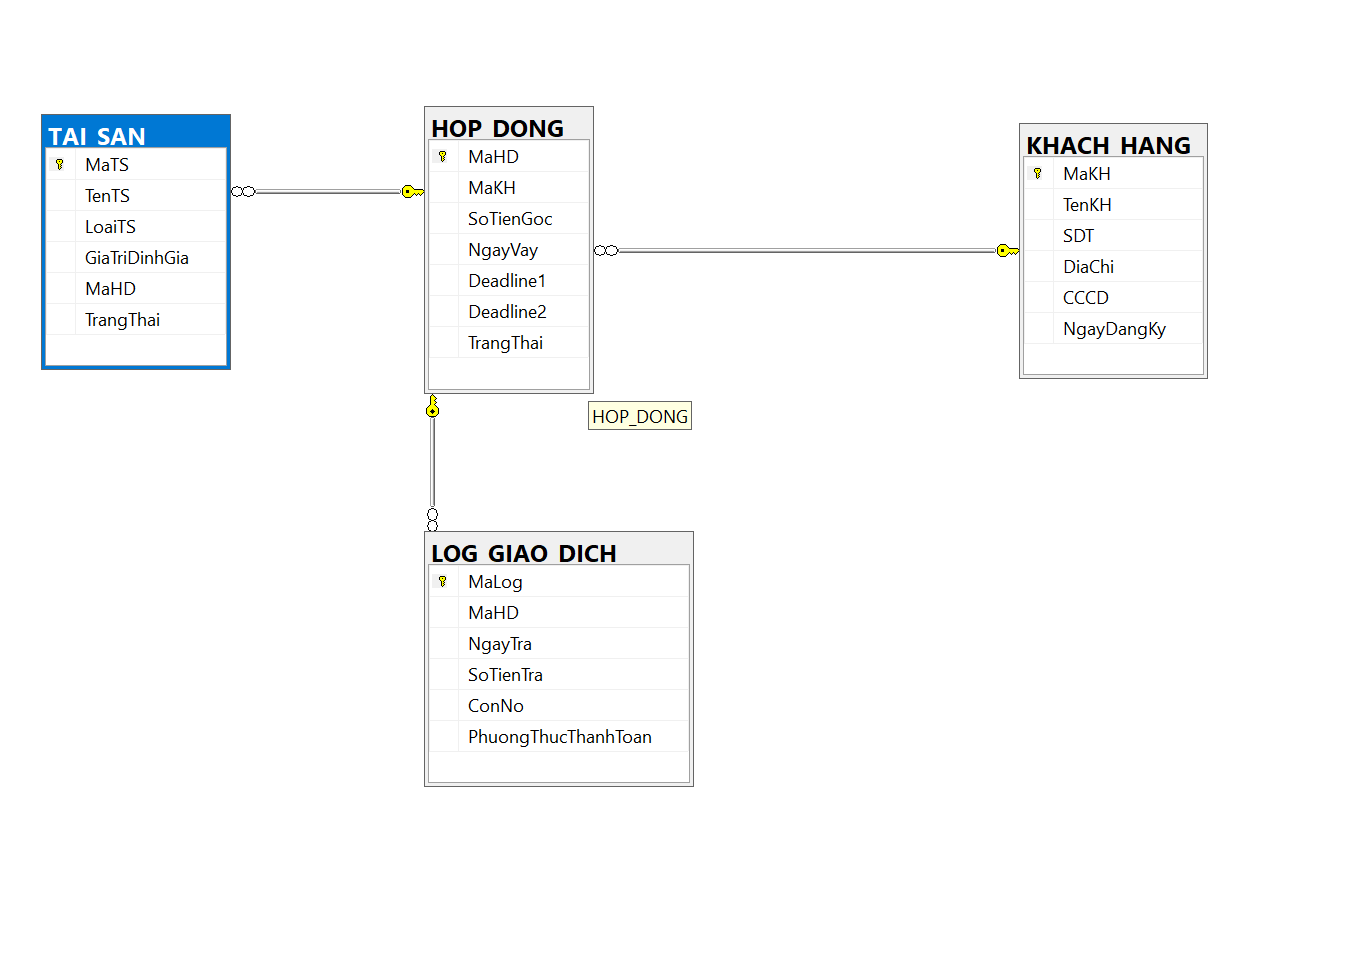 TAI_SAN
MaTS
TenTS
LoaiTS
GiaTriDinhGia
MaHD
TrangThai
HOP_DONG
MaHD
MaKH
SoTienGoc
NgayVay
Deadline1
Deadline2
TrangThai
KHACH_HANG
MaKH
TenKH
SDT
DiaChi
CCCD
NgayDangKy
HOP_DONG
LOG_GIAO_DICH
MaLog
MaHD
NgayTra
SoTienTra
ConNo
PhuongThucThanhToan